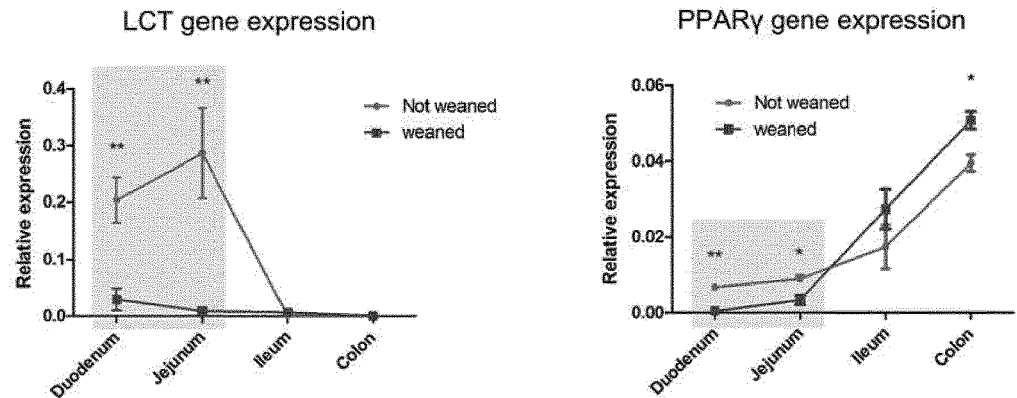 LCT gene expression
Relative expression
0.4
0.3
0.2
0.1
0.0
**
**
Not weaned
weaned
Duodenum
Jejunum
Ileum
Colon
PPARγ gene expression
Relative expression
0.06
0.04
0.02
0.00
**
*
*
Not weaned
weaned
Duodenum
Jejunum
Ileum
Colon